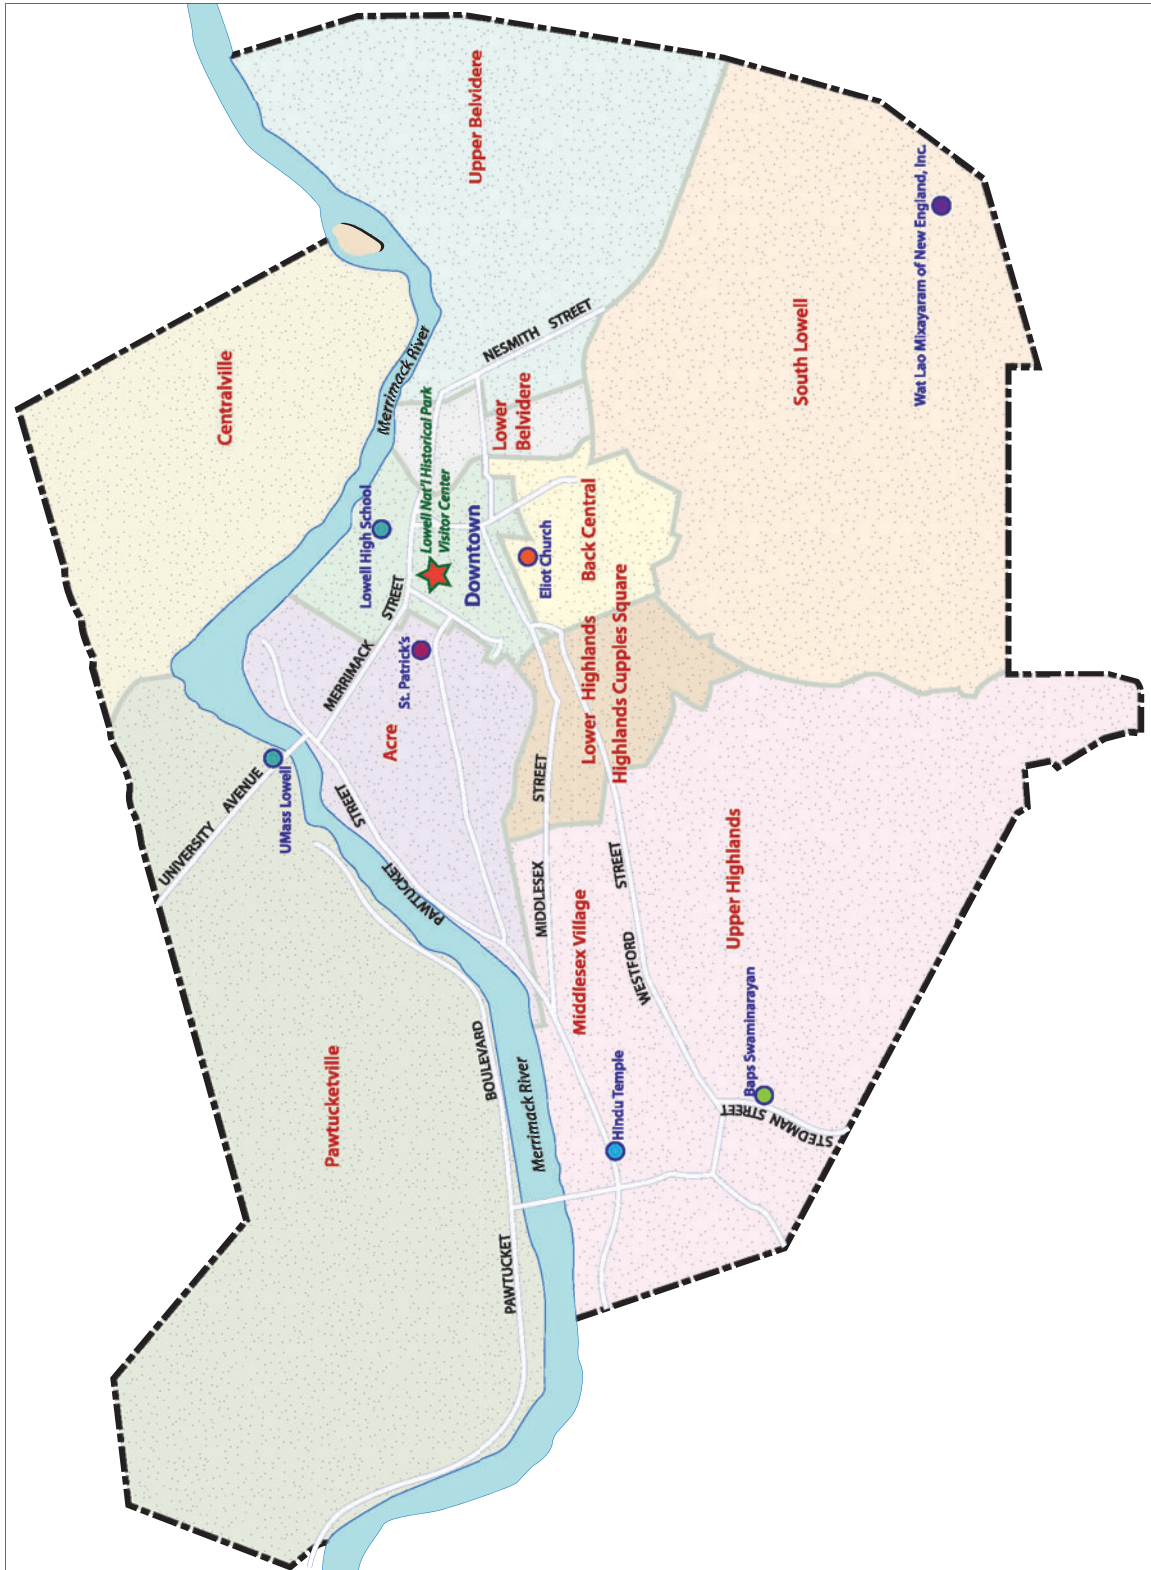 Upper Belvidere
Wat Lao Mixayaram of New England, Inc.
South Lowell
NESMITH STREET
Merrimack River
Centralville
Lower
Belvidere
Lowell Nat'l Historical Park
Visitor Center
Lowell High School
Downtown
Eliot Church
Back Central
MERRIMACK STREET
St. Patrick's
Acre
Lower Highlands
Highlands Cupples Square
UMass Lowell
UNIVERSITY AVENUE
PAWTUCKET STREET
MIDDLESEX STREET
WESTFORD STREET
Middlesex Village
Upper Highlands
Baps Swaminarayan
STEDMAN STREET
Hindu Temple
Merrimack River
PAWTUCKET BOULEVARD
Pawtucketville